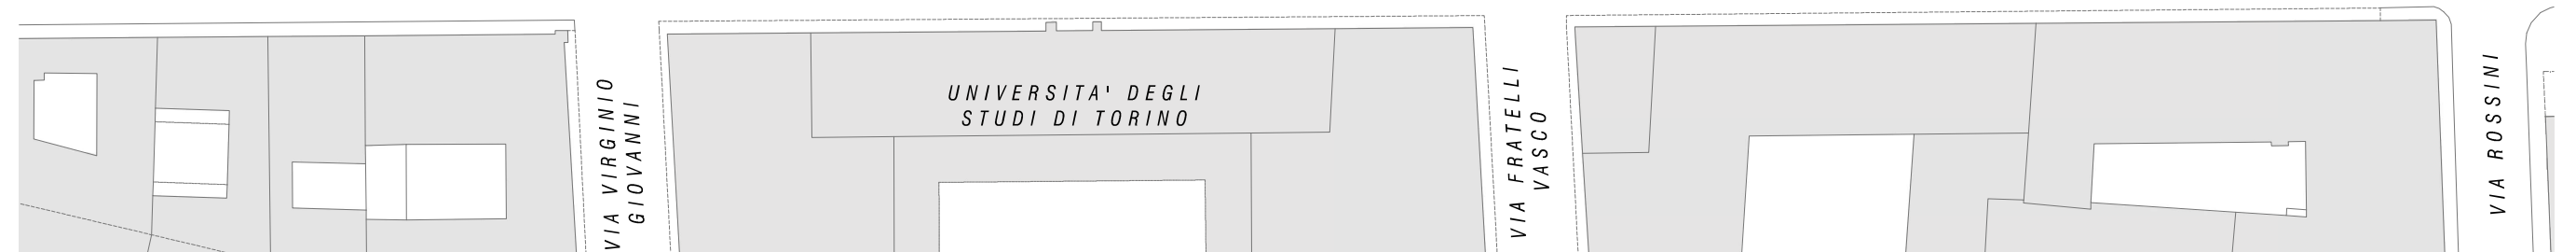 VIA VIRGINIO
GIOVANNI
UNIVERSITA' DEGLI
STUDI DI TORINO
VIA FRATELLI
VASCO
VIA ROSSINI